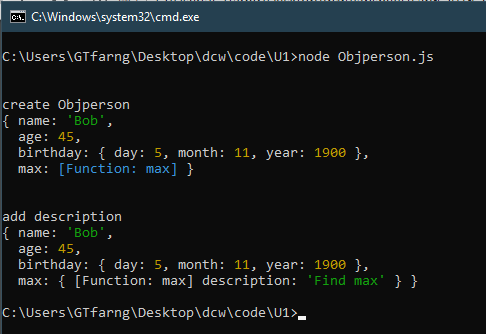 C:\Windows\system32\cmd.exe
C:\Users\GTfarng\Desktop\dcw\code\U1>node Objperson.js
create Objperson
{ name: 'Bob',
age: 45,
birthday: { day: 5, month: 11, year: 1900 },
max: [Function: max] }
add description
{ name: 'Bob',
age: 45,
birthday: { day: 5, month: 11, year: 1900 },
max: { [Function: max] description: 'Find max' } }
C:\Users\GTfarng\Desktop\dcw\code\U1>